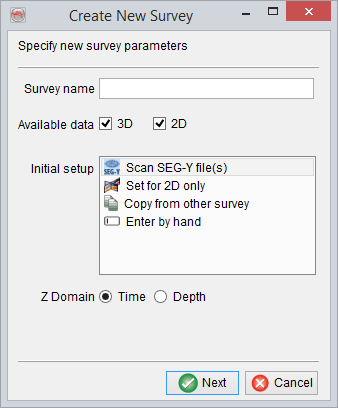 Create New Survey
Specify new survey parameters
Survey name
Available data 3D 2D
Initial setup
SEG-Y Scan SEG-Y file(s)
Set for 2D only
Copy from other survey
Enter by hand
Z Domain Time Depth
Next Cancel